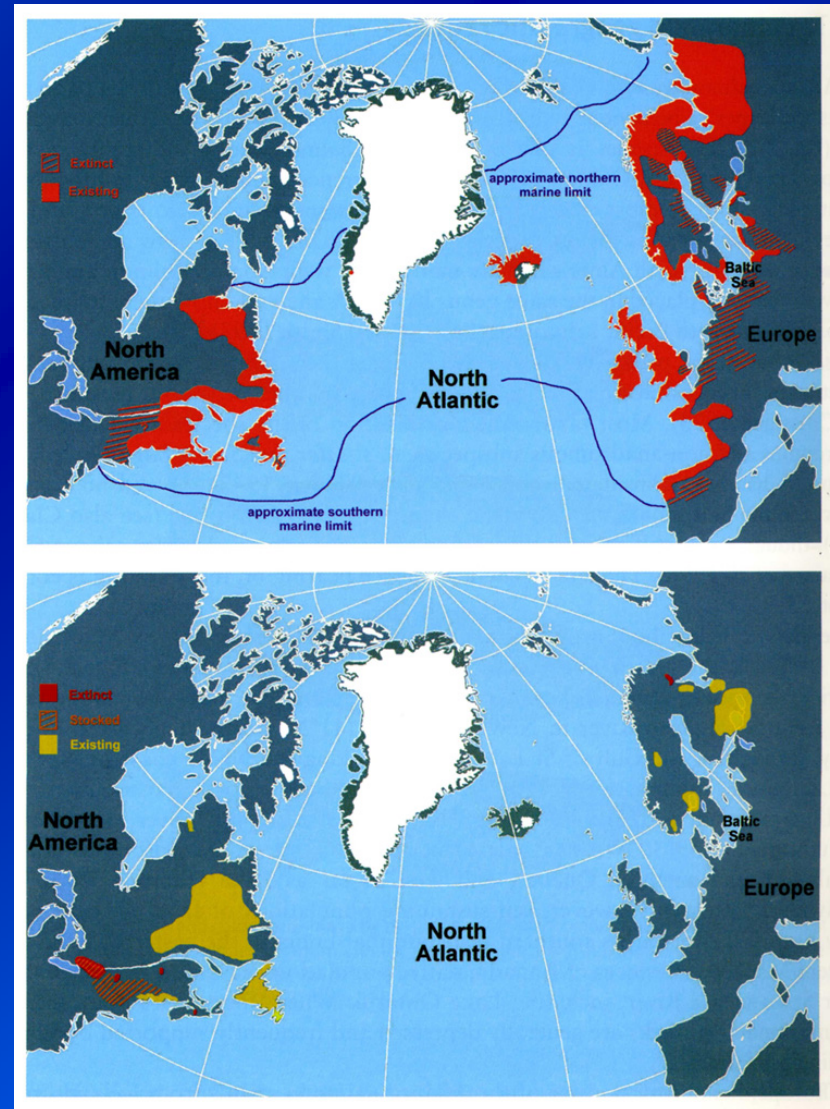 approximate northern
marine limit
Extinct
Existing
Baltic
Sea
Europe
North
America
North
Atlantic
approximate southern
marine limit
Extinct
Stocked
Existing
North
America
Baltic
Sea
Europe
North
Atlantic